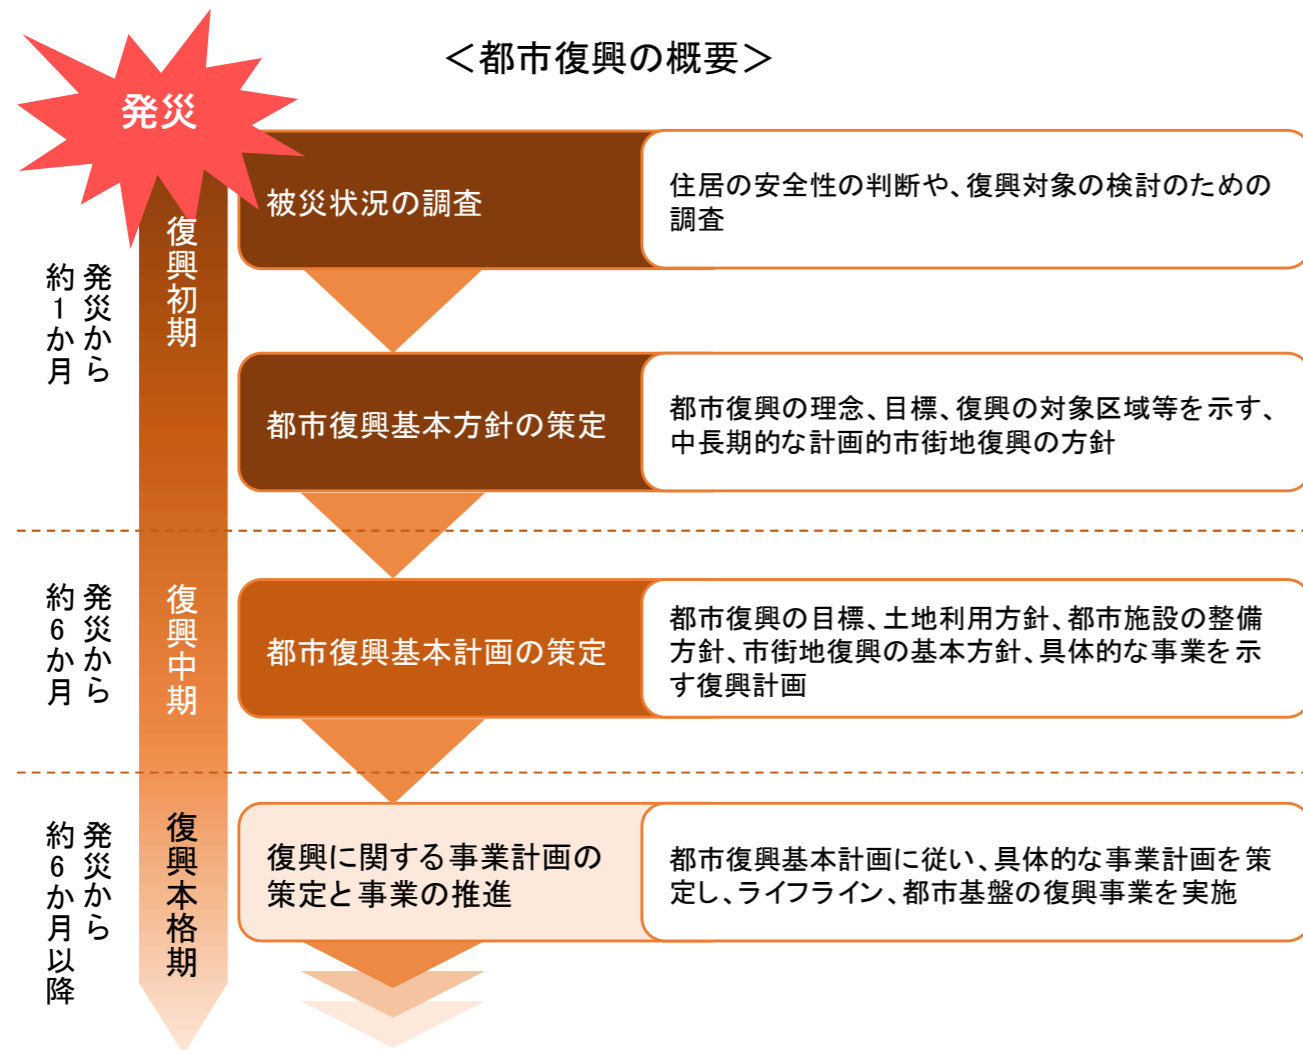 <都市復興の概要>
発災
発災から
約1か月
復興初期
被災状況の調査
住居の安全性の判断や、復興対象の検討のための
調査
都市復興基本方針の策定
都市復興の理念、目標、復興の対象区域等を示す、
中長期的な計画的市街地復興の方針
発災から
約6か月
復興中期
都市復興基本計画の策定
都市復興の目標、土地利用方針、都市施設の整備
方針、市街地復興の基本方針、具体的な事業を示
す復興計画
発災から
約6か月以降
復興本格期
復興に関する事業計画の
策定と事業の推進
都市復興基本計画に従い、具体的な事業計画を策
定し、ライフライン、都市基盤の復興事業を実施